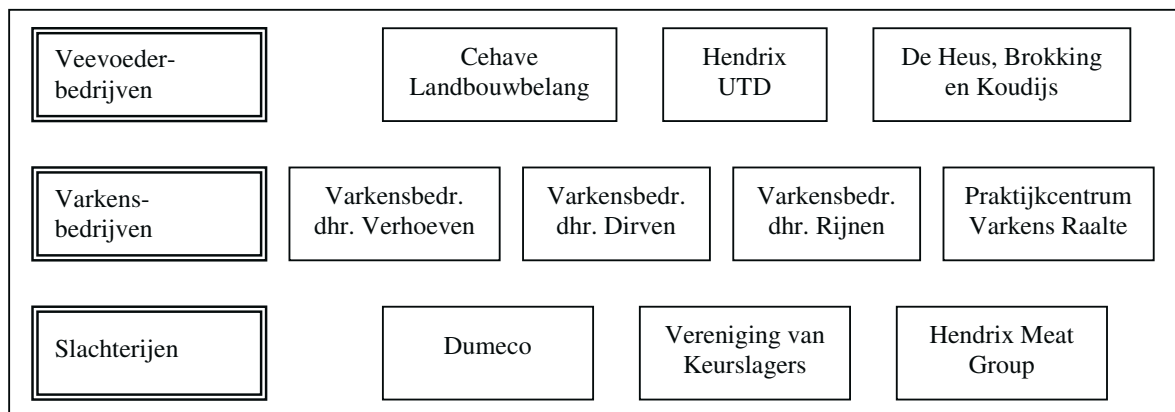 Veevoeder-
bedrijven
Cehave
Landbouwbelang
Hendrix
UTD
De Heus, Brokking
en Koudijs
Varkens-
bedrijven
Varkensbedr.
dhr. Verhoeven
Varkensbedr.
dhr. Dirven
Varkensbedr.
dhr. Rijnen
Praktijkcentrum
Varkens Raalte
Slachterijen
Dumeco
Vereniging van
Keurslagers
Hendrix Meat
Group